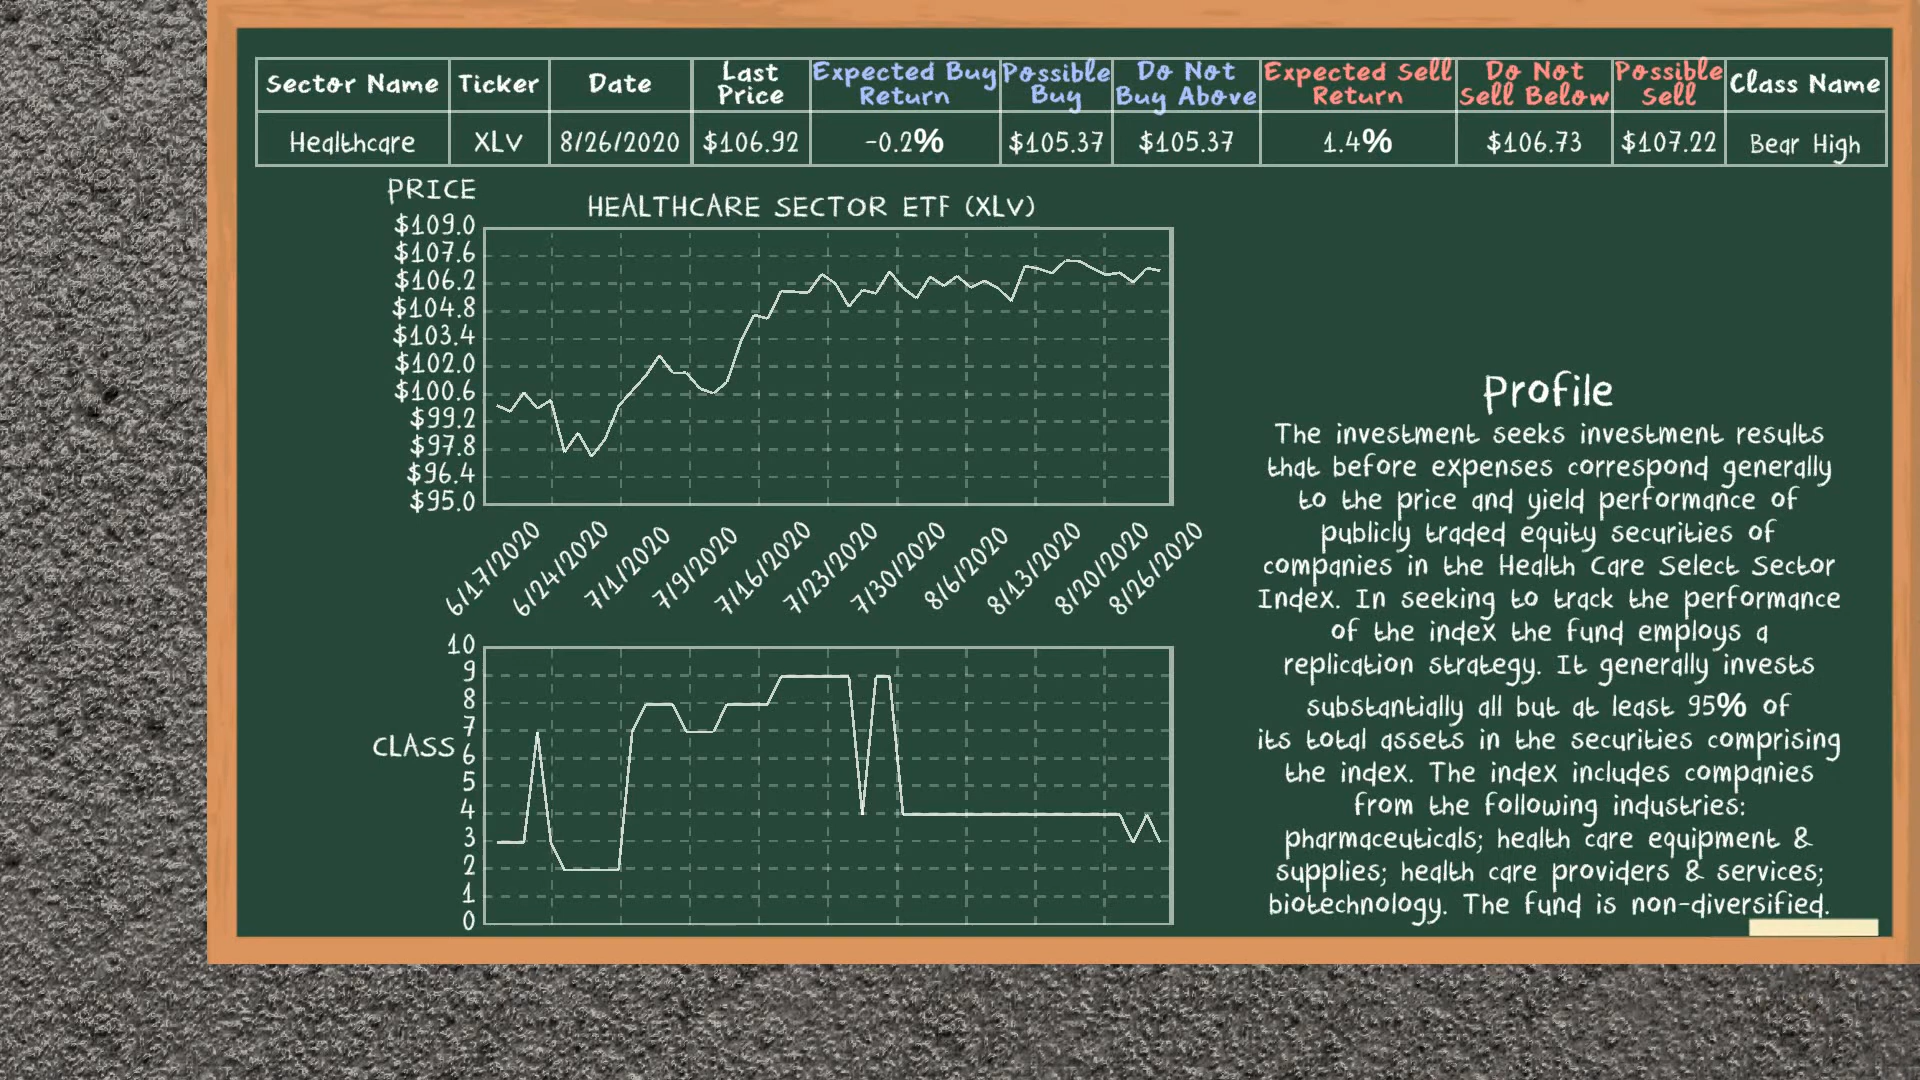 Sector Name Ticker Date Last Price Expected Buy Return Possible Buy Do Not Buy Above Expected Sell Return Do Not Sell Below Possible Sell Class Name
Healthcare XLV 8/26/2020 $106.92 -0.2% $105.37 $105.37 1.4% $106.73 $107.22 Bear High
PRICE
HEALTHCARE SECTOR ETF (XLV)
$109.0
$107.6
$106.2
$104.8
$103.4
$102.0
$100.6
$99.2
$97.8
$96.4
$95.0
6/17/2020 6/24/2020 7/1/2020 7/9/2020 7/16/2020 7/23/2020 7/30/2020 8/6/2020 8/13/2020 8/20/2020 8/26/2020
CLASS
10
9
8
7
6
5
4
3
2
1
0
Profile
The investment seeks investment results
that before expenses correspond generally
to the price and yield performance of
publicly traded equity securities of
companies in the Health Care Select Sector
Index. In seeking to track the performance
of the index the fund employs a
replication strategy. It generally invests
substantially all but at least 95% of
its total assets in the securities comprising
the index. The index includes companies
from the following industries:
pharmaceuticals; health care equipment &
supplies; health care providers & services;
biotechnology. The fund is non-diversified.